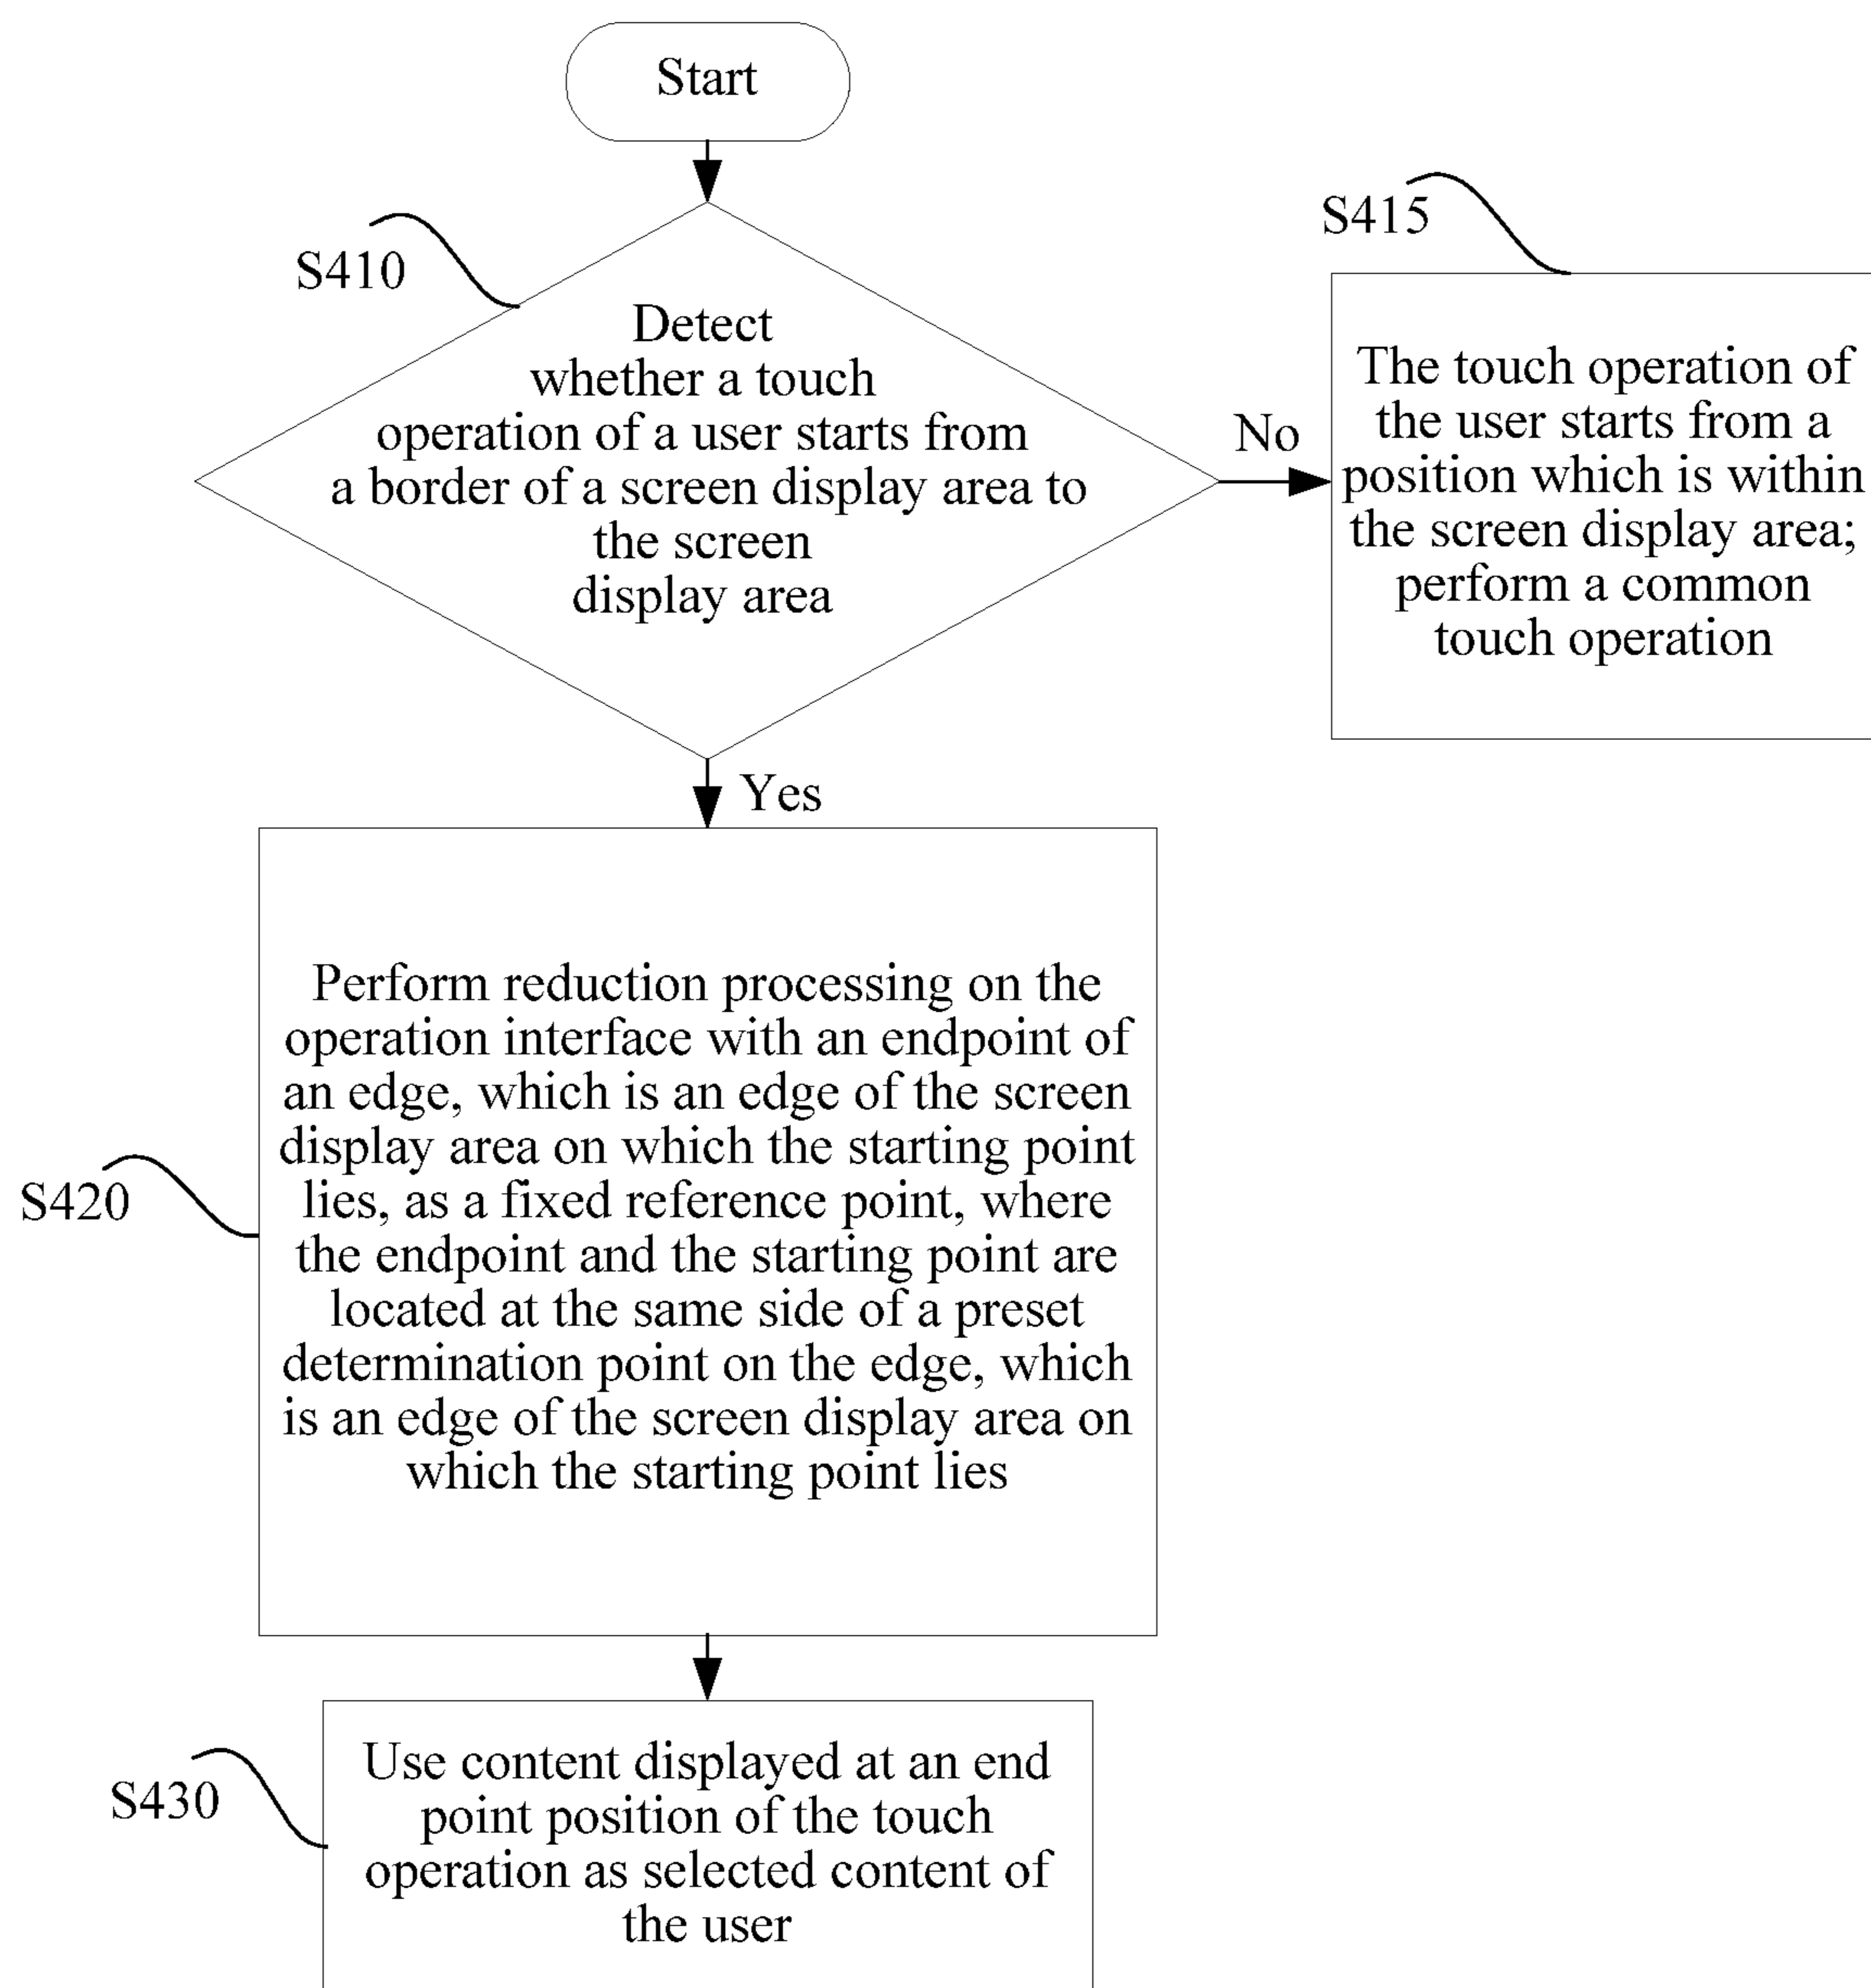 Start
S410
Detect
whether a touch
operation of a user starts from
a border of a screen display area to
the screen
display area
No
S415
The touch operation of
the user starts from a
position which is within
the screen display area;
perform a common
touch operation
Yes
S420
Perform reduction processing on the
operation interface with an endpoint of
an edge, which is an edge of the screen
display area on which the starting point
lies, as a fixed reference point, where
the endpoint and the starting point are
located at the same side of a preset
determination point on the edge, which
is an edge of the screen display area on
which the starting point lies
S430
Use content displayed at an end
point position of the touch
operation as selected content of
the user